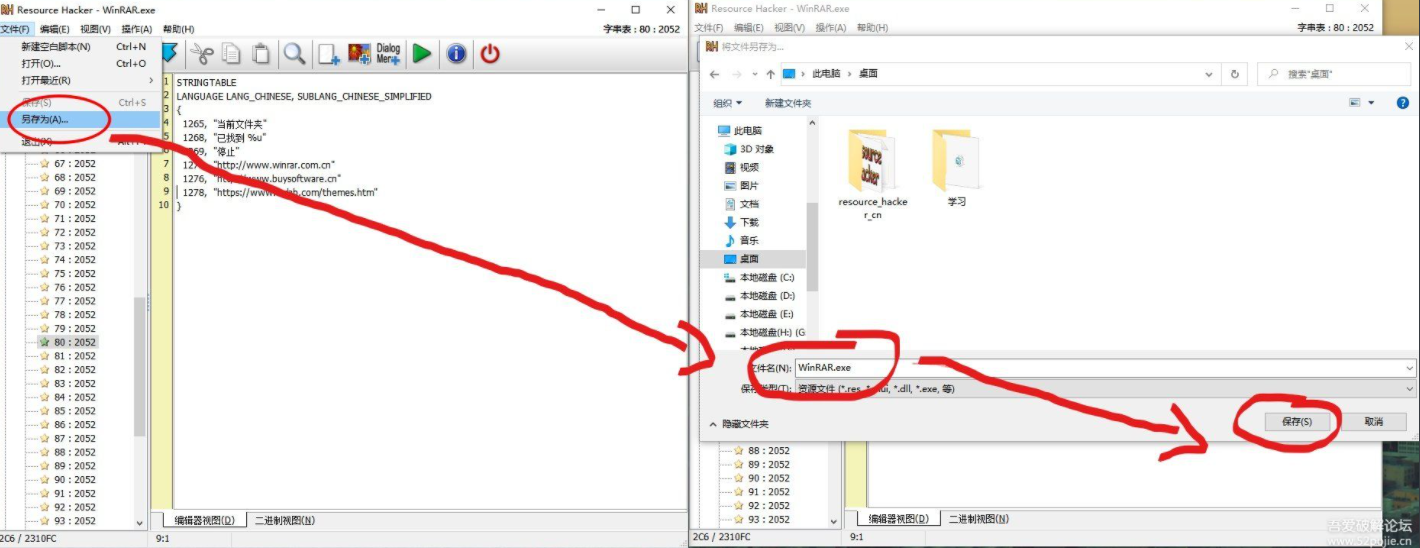 Resource Hacker - WinRAR.exe
文件(F) 编辑(E) 视图(V) 操作(A) 帮助(H)
字符表 : 80 : 2052
新建空白脚本(N) Ctrl+N
打开(O)... Ctrl+O
打开最近(R)
保存(S) Ctrl+S
另存为(A)...
退出(X)
Dialog
Menu
67 : 2052
68 : 2052
69 : 2052
70 : 2052
71 : 2052
72 : 2052
73 : 2052
74 : 2052
75 : 2052
76 : 2052
77 : 2052
78 : 2052
79 : 2052
80 : 2052
81 : 2052
82 : 2052
83 : 2052
84 : 2052
85 : 2052
86 : 2052
87 : 2052
88 : 2052
89 : 2052
90 : 2052
91 : 2052
92 : 2052
93 : 2052
1 STRINGTABLE
2 LANGUAGE LANG_CHINESE, SUBLANG_CHINESE_SIMPLIFIED
3 {
4 1265, "当前文件夹"
5 1268, "已找到 %u"
6 1269, "停止"
7 "http://www.winrar.com.cn"
8 1276, www.buysoftware.cn"
9 1278, .com/themes.htm"
10 }
编辑器视图(D) 二进制视图(N)
2C6 / 2310FC 9:1
Resource Hacker - WinRAR.exe
文件(F) 编辑(E) 视图(V) 操作(A) 帮助(H)
字符表 : 80 : 2052
将文件另存为...
此电脑 桌面
搜索"桌面"
组织 新建文件夹
此电脑
3D 对象
视频
图片
文档
下载
音乐
桌面
本地磁盘 (C:)
本地磁盘 (D:)
本地磁盘 (E:)
本地磁盘(H:) (G
resource_hacke
r_cn
学习
文件名(N): WinRAR.exe
保存类型(T): 资源文件 (*.res, *.dll, *.exe, 等)
隐藏文件夹
保存(S) 取消
88 : 2052
89 : 2052
90 : 2052
91 : 2052
92 : 2052
93 : 2052
编辑器视图(D) 二进制视图(N)
2C6 / 2310FC 9:1
吾爱破解论坛
www.52pojie.cn